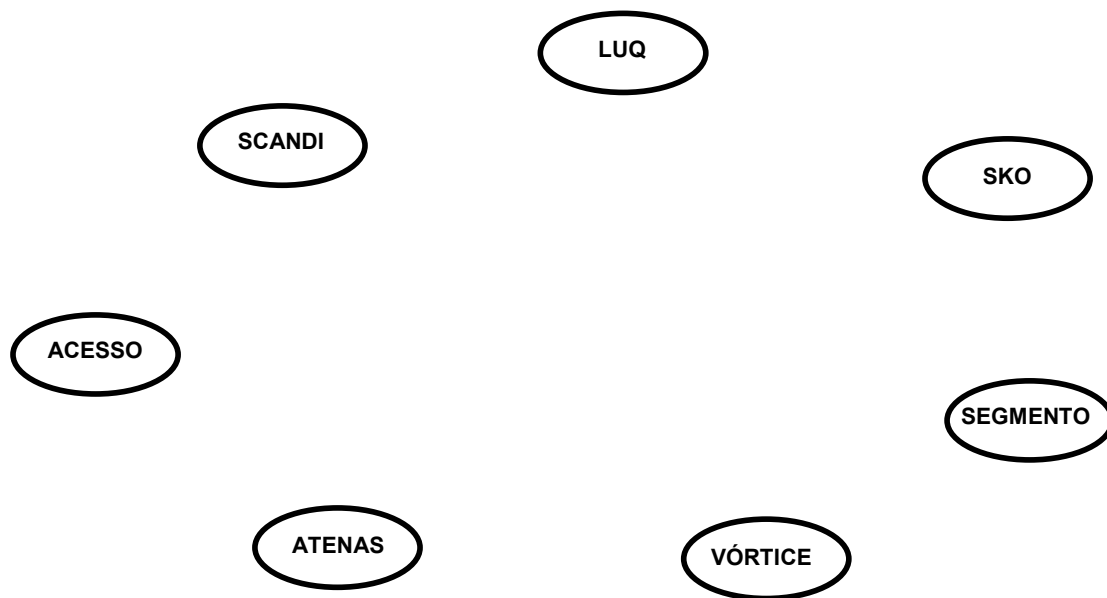 LUQ
SCANDI
SKO
ACESSO
SEGMENTO
ATENAS
VÓRTICE